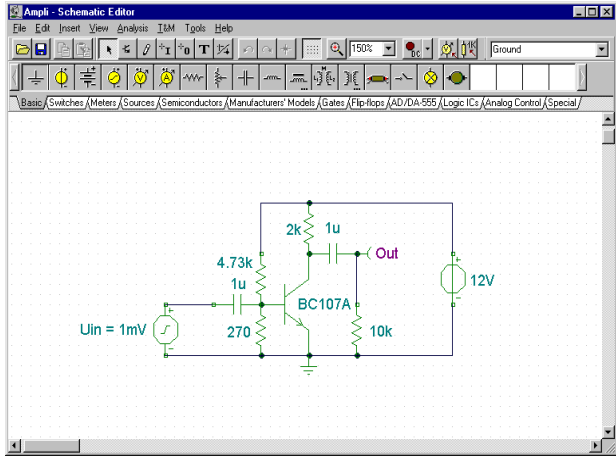 Ampli - Schematic Editor
File Edit Insert View Analysis T&M Tools Help
T 150% DC Ground
Basic Switches Meters Sources Semiconductors Manufacturers' Models Gates Flip-flops AD/DA-555 Logic ICs Analog Control Special
2k 1u
Out
4.73k
1u
12V
BC107A
Uin = 1mV
270
10k